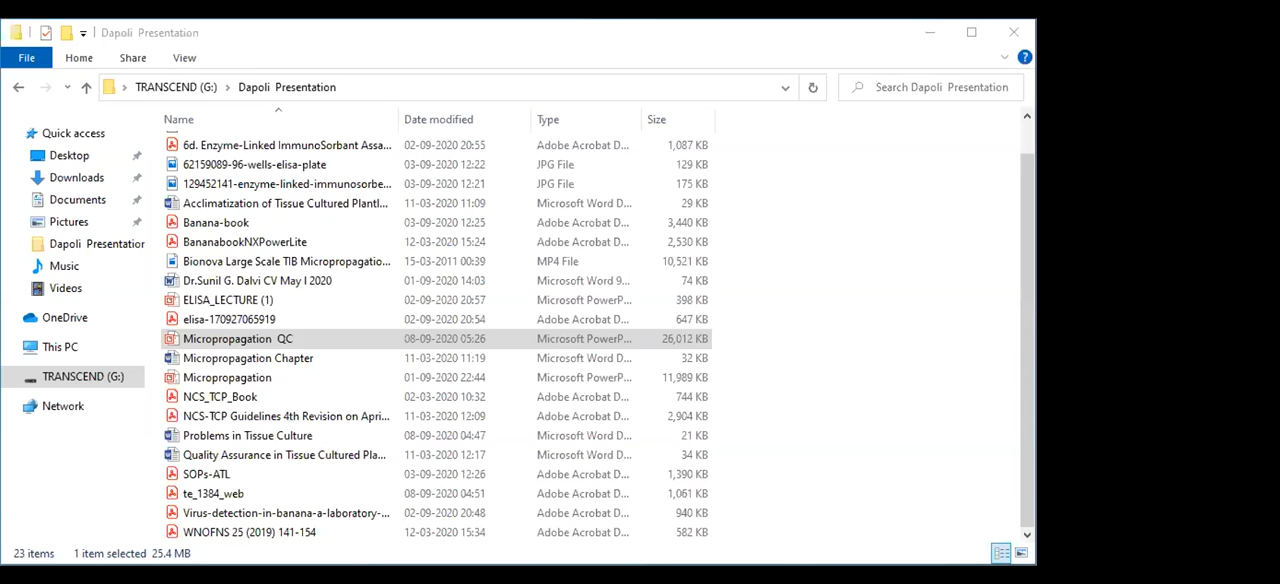 Dapoli Presentation
File Home Share View
TRANSCEND (G:) Dapoli Presentation Search Dapoli Presentation
Name Date modified Type Size
Quick access
Desktop
Downloads
Documents
Pictures
Dapoli Presentation
Music
Videos
OneDrive
This PC
TRANSCEND (G:)
Network
6d. Enzyme-Linked ImmunoSorbant Assa... 02-09-2020 20:55 Adobe Acrobat D... 1,087 KB
62159089-96-wells-elisa-plate 03-09-2020 12:22 JPG File 129 KB
129452141-enzyme-linked-immunosorbe... 03-09-2020 12:21 JPG File 175 KB
Acclimatization of Tissue Cultured Plantl... 11-03-2020 11:09 Microsoft Word D... 29 KB
Banana-book 03-09-2020 12:25 Adobe Acrobat D... 3,440 KB
BananabookNXPowerLite 12-03-2020 15:24 Adobe Acrobat D... 2,530 KB
Bionova Large Scale TIB Micropropagatio... 15-03-2011 00:39 MP4 File 10,521 KB
Dr.Sunil G. Dalvi CV May l 2020 01-09-2020 14:03 Microsoft Word 9... 74 KB
ELISA_LECTURE (1) 02-09-2020 20:57 Microsoft PowerP... 398 KB
elisa-170927065919 02-09-2020 20:54 Adobe Acrobat D... 647 KB
Micropropagation QC 08-09-2020 05:26 Microsoft PowerP... 26,012 KB
Micropropagation Chapter 11-03-2020 11:19 Microsoft Word D... 32 KB
Micropropagation 01-09-2020 22:44 Microsoft PowerP... 11,989 KB
NCS_TCP_Book 02-03-2020 10:32 Adobe Acrobat D... 744 KB
NCS-TCP Guidelines 4th Revision on Apri... 11-03-2020 12:09 Adobe Acrobat D... 2,904 KB
Problems in Tissue Culture 08-09-2020 04:47 Microsoft Word D... 21 KB
Quality Assurance in Tissue Cultured Pla... 11-03-2020 12:17 Microsoft Word D... 34 KB
SOPs-ATL 03-09-2020 12:26 Adobe Acrobat D... 1,390 KB
te_1384_web 08-09-2020 04:51 Adobe Acrobat D... 1,061 KB
Virus-detection-in-banana-a-laboratory-... 02-09-2020 20:48 Adobe Acrobat D... 940 KB
WNOFNS 25 (2019) 141-154 12-03-2020 15:34 Adobe Acrobat D... 582 KB
23 items 1 item selected 25.4 MB